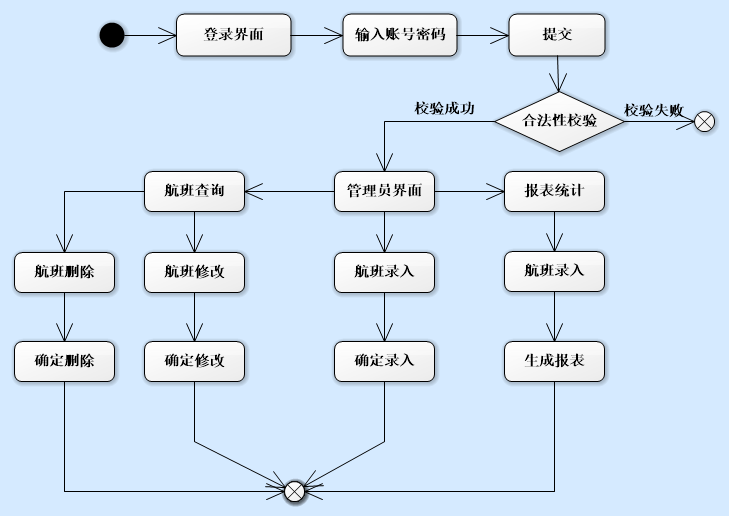 登录界面
输入账号密码
提交
校验成功
合法性校验
校验失败
航班查询
管理员界面
报表统计
航班删除
航班修改
航班录入
航班录入
确定删除
确定修改
确定录入
生成报表